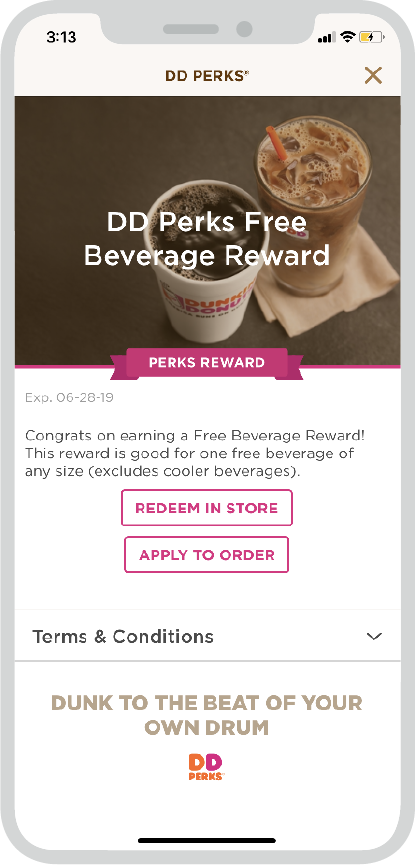 3:13
DD PERKS®
DD Perks Free
Beverage Reward
DUNKIN'
DONUTS
PERKS REWARD
Exp. 06-28-19
Congrats on earning a Free Beverage Reward!
This reward is good for one free beverage of
any size (excludes cooler beverages).
REDEEM IN STORE
APPLY TO ORDER
Terms & Conditions
DUNK TO THE BEAT OF YOUR
OWN DRUM
DD
PERKS